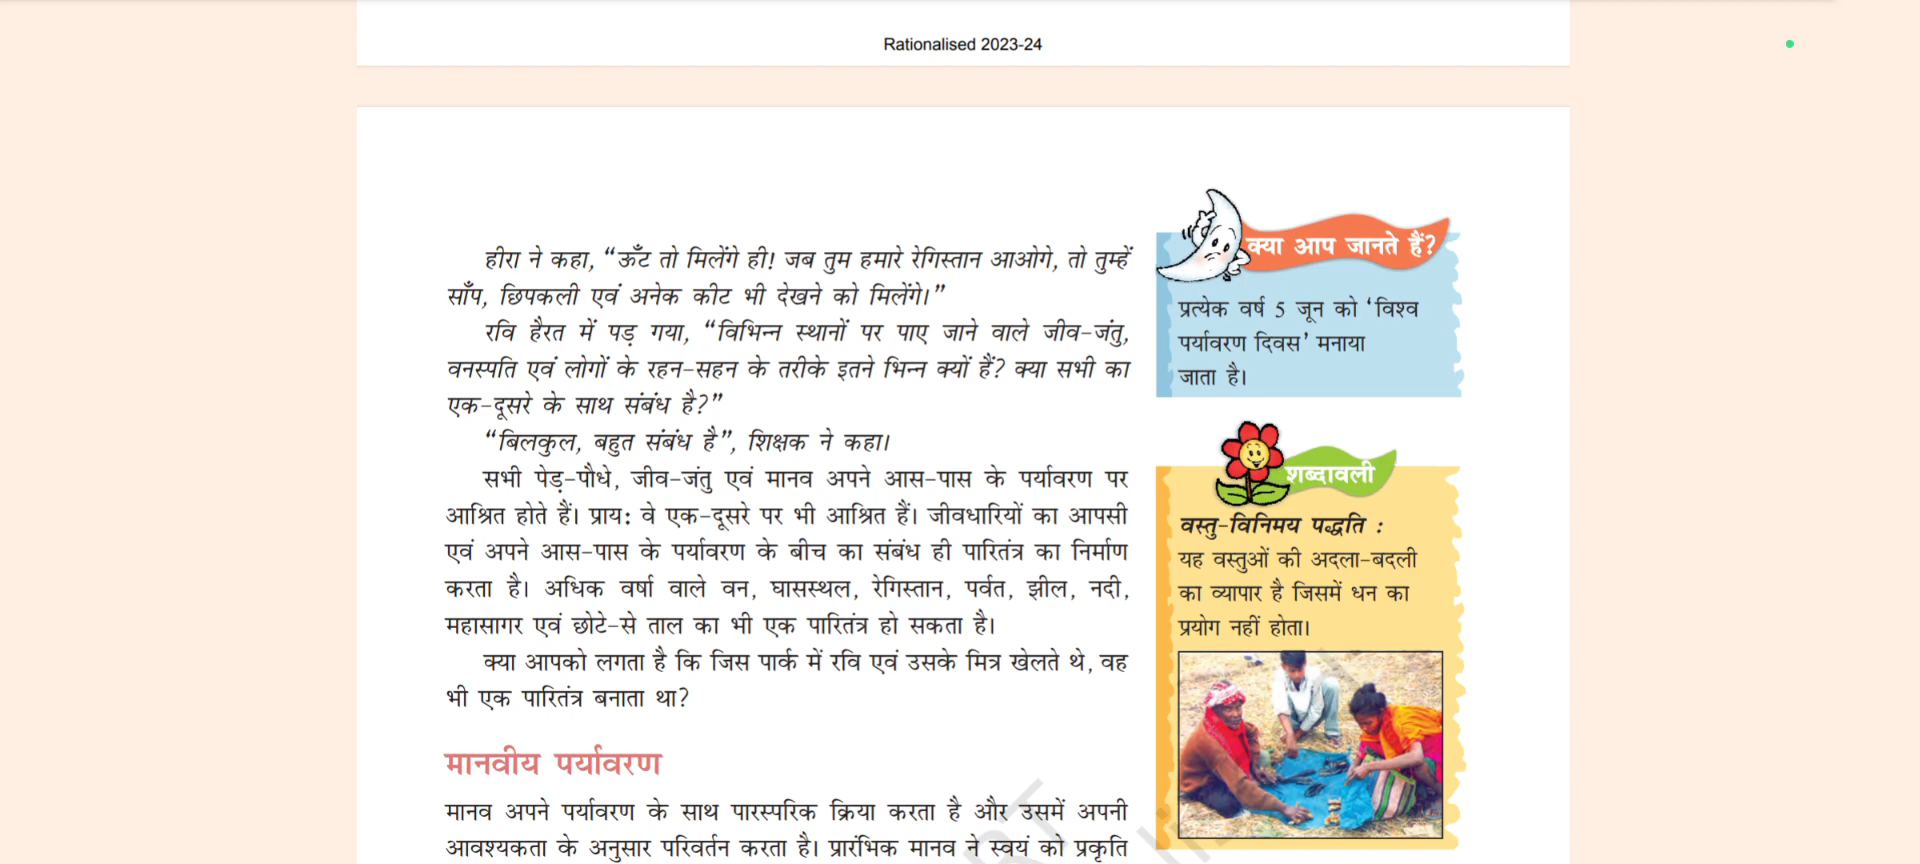 Rationalised 2023-24
हीरा ने कहा, “ऊँट तो मिलेंगे ही! जब तुम हमारे रेगिस्तान आओगे, तो तुम्हें
साँप, छिपकली एवं अनेक कीट भी देखने को मिलेंगे।”
रवि हैरत में पड़ गया, “विभिन्न स्थानों पर पाए जाने वाले जीव-जंतु,
वनस्पति एवं लोगों के रहन-सहन के तरीके इतने भिन्न क्यों हैं? क्या सभी का
एक-दूसरे के साथ संबंध है?”
“बिलकुल, बहुत संबंध है”, शिक्षक ने कहा।
सभी पेड़-पौधे, जीव-जंतु एवं मानव अपने आस-पास के पर्यावरण पर
आश्रित होते हैं। प्राय: वे एक-दूसरे पर भी आश्रित हैं। जीवधारियों का आपसी
एवं अपने आस-पास के पर्यावरण के बीच का संबंध ही पारितंत्र का निर्माण
करता है। अधिक वर्षा वाले वन, घासस्थल, रेगिस्तान, पर्वत, झील, नदी,
महासागर एवं छोटे-से ताल का भी एक पारितंत्र हो सकता है।
क्या आपको लगता है कि जिस पार्क में रवि एवं उसके मित्र खेलते थे, वह
भी एक पारितंत्र बनाता था?
मानवीय पर्यावरण
मानव अपने पर्यावरण के साथ पारस्परिक क्रिया करता है और उसमें अपनी
आवश्यकता के अनुसार परिवर्तन करता है। प्रारंभिक मानव ने स्वयं को प्रकृति
क्या आप जानते हैं?
प्रत्येक वर्ष 5 जून को ‘विश्व
पर्यावरण दिवस’ मनाया
जाता है।
शब्दावली
वस्तु-विनिमय पद्धति :
यह वस्तुओं की अदला-बदली
का व्यापार है जिसमें धन का
प्रयोग नहीं होता।